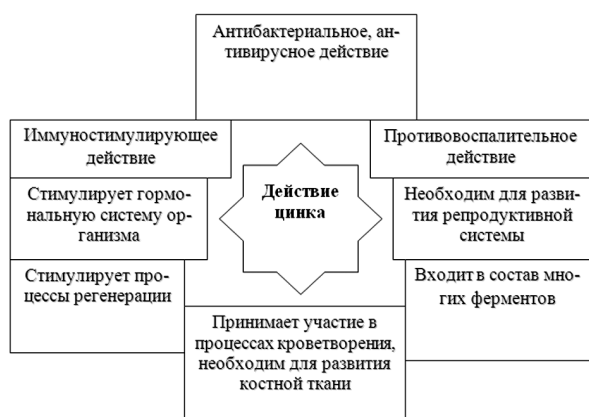 Антибактериальное, ан-
тивирусное действие
Иммуностимулирующее
действие
Противовоспалительное
действие
Действие
цинка
Стимулирует гормо-
нальную систему ор-
ганизма
Необходим для разви-
тия репродуктивной
системы
Стимулирует про-
цессы регенерации
Входит в состав мно-
гих ферментов
Принимает участие в
процессах кроветворения,
необходим для развития
костной ткани